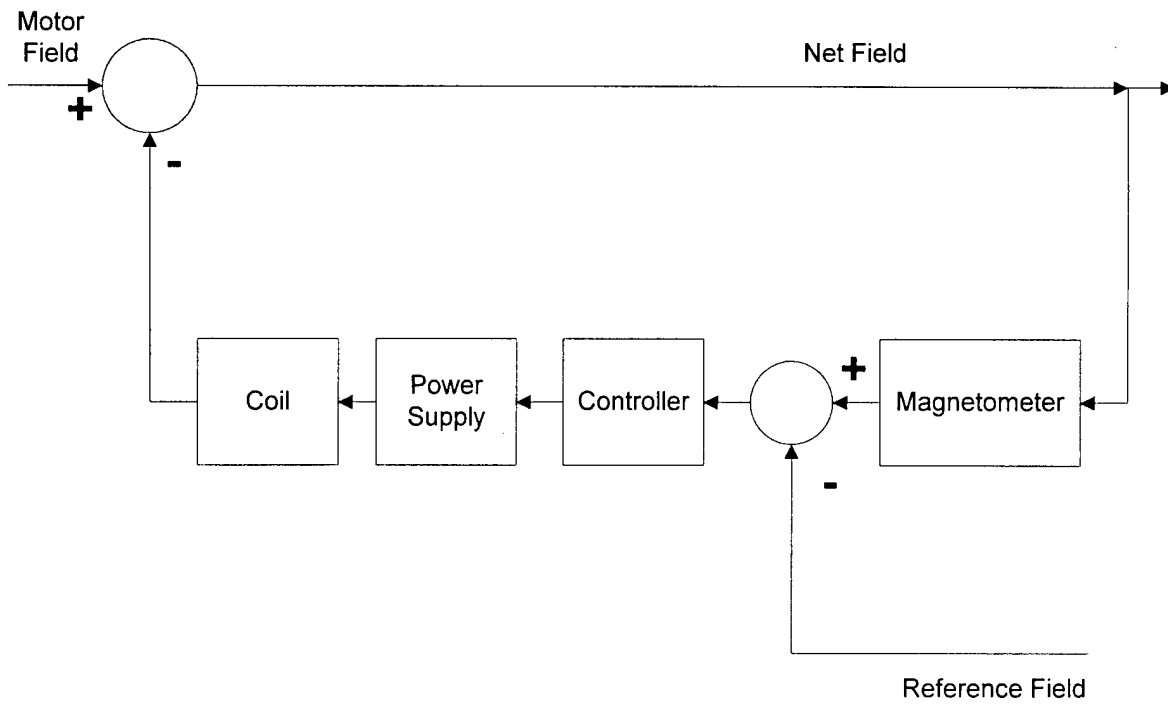 Motor
Field
Net Field
+
-
Coil
Power
Supply
Controller
+
Magnetometer
-
Reference Field